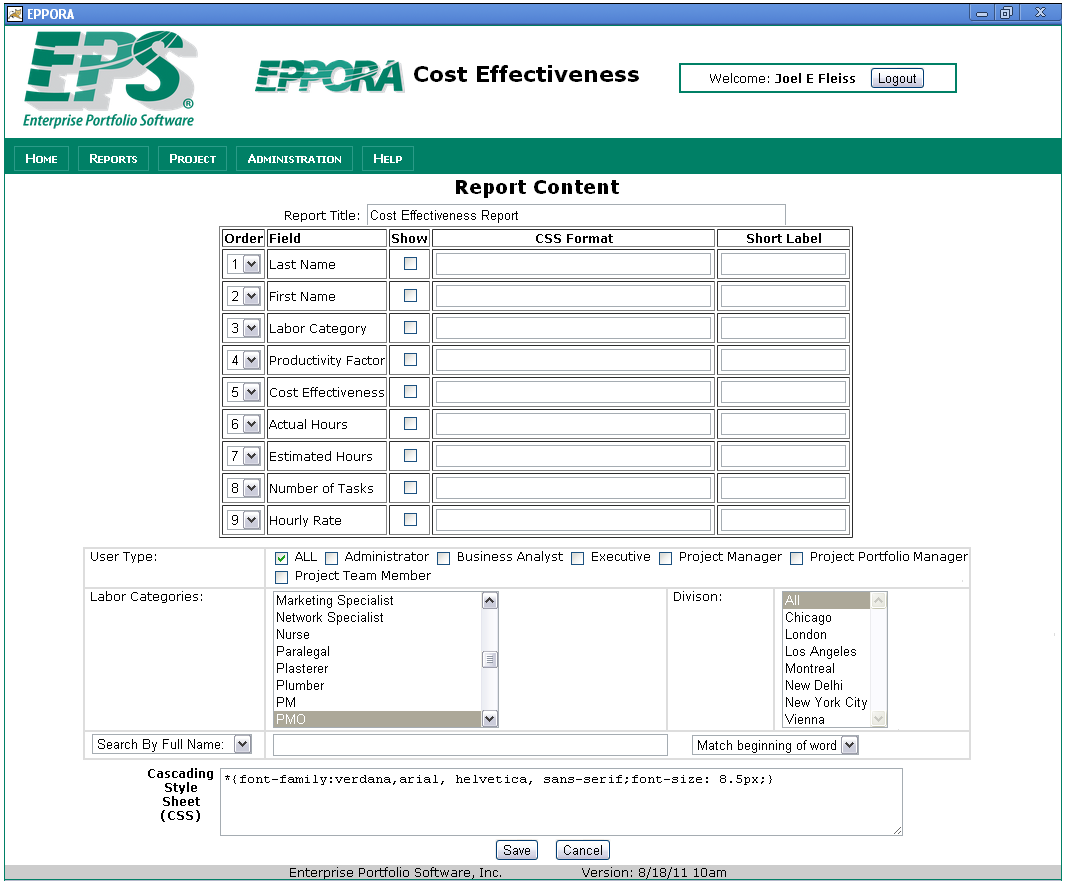 EPPORA
EPS®
Enterprise Portfolio Software
EPPORA Cost Effectiveness
Welcome: Joel E Fleiss Logout
HOME REPORTS PROJECT ADMINISTRATION HELP
Report Content
Report Title: Cost Effectiveness Report
Order Field Show CSS Format Short Label
1 Last Name
2 First Name
3 Labor Category
4 Productivity Factor
5 Cost Effectiveness
6 Actual Hours
7 Estimated Hours
8 Number of Tasks
9 Hourly Rate
User Type: ALL Administrator Business Analyst Executive Project Manager Project Portfolio Manager
Project Team Member
Labor Categories:
Marketing Specialist
Network Specialist
Nurse
Paralegal
Plasterer
Plumber
PM
PMO
Divison:
All
Chicago
London
Los Angeles
Montreal
New Delhi
New York City
Vienna
Search By Full Name: Match beginning of word
Cascading
Style
Sheet
(CSS)
*{font-family:verdana,arial, helvetica, sans-serif;font-size: 8.5px;}
Save Cancel
Enterprise Portfolio Software, Inc. Version: 8/18/11 10am